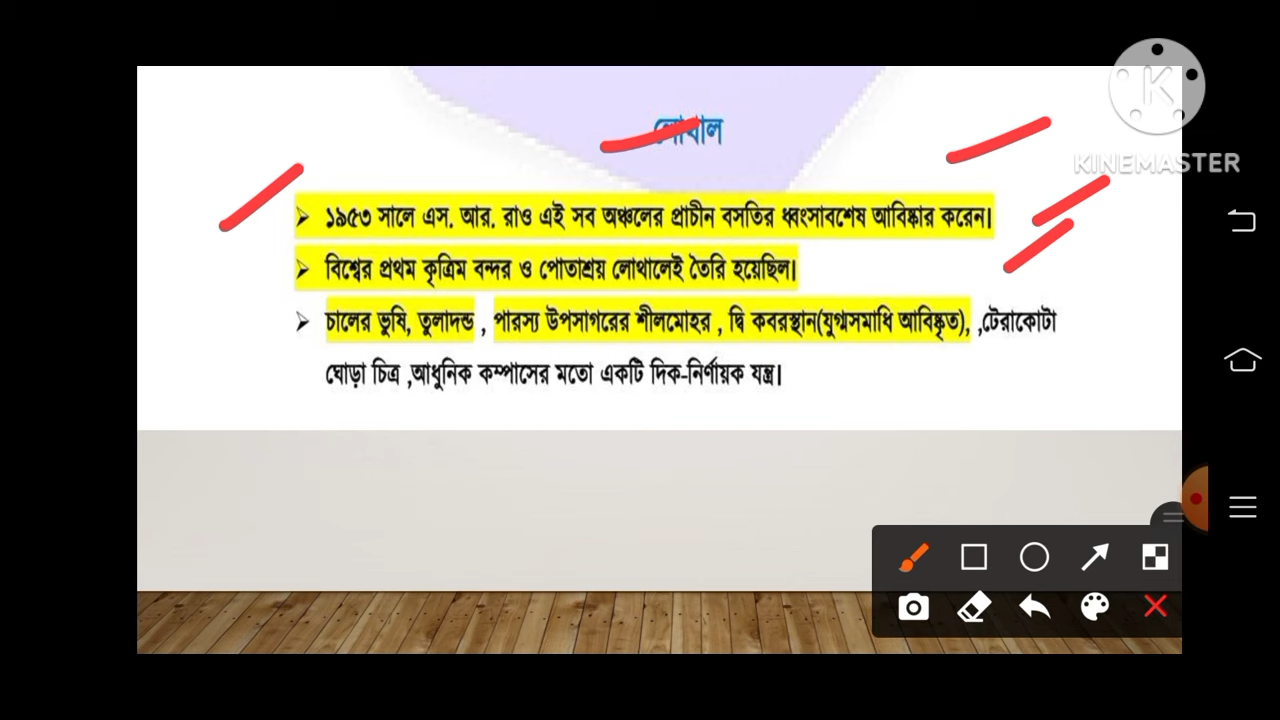 লোথাল
KINEMASTER
➢ ১৯৫৩ সালে এস. আর. রাও এই সব অঞ্চলের প্রাচীন বসতির ধ্বংসাবশেষ আবিষ্কার করেন।
➢ বিশ্বের প্রথম কৃত্রিম বন্দর ও পোতাশ্রয় লোথালেই তৈরি হয়েছিল।
➢ চালের ভুষি, তুলাদন্ড , পারস্য উপসাগরের শীলমোহর , দ্বি কবরস্থান(যুগ্মসমাধি আবিষ্কৃত), ,টেরাকোটা
ঘোড়া চিত্র ,আধুনিক কম্পাসের মতো একটি দিক-নির্ণায়ক যন্ত্র।